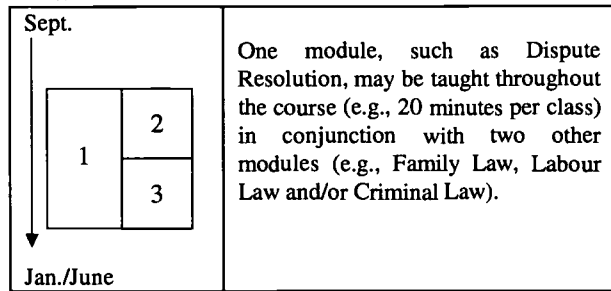 Sept.
1
2
3
Jan./June
One module, such as Dispute
Resolution, may be taught throughout
the course (e.g., 20 minutes per class)
in conjunction with two other
modules (e.g., Family Law, Labour
Law and/or Criminal Law).